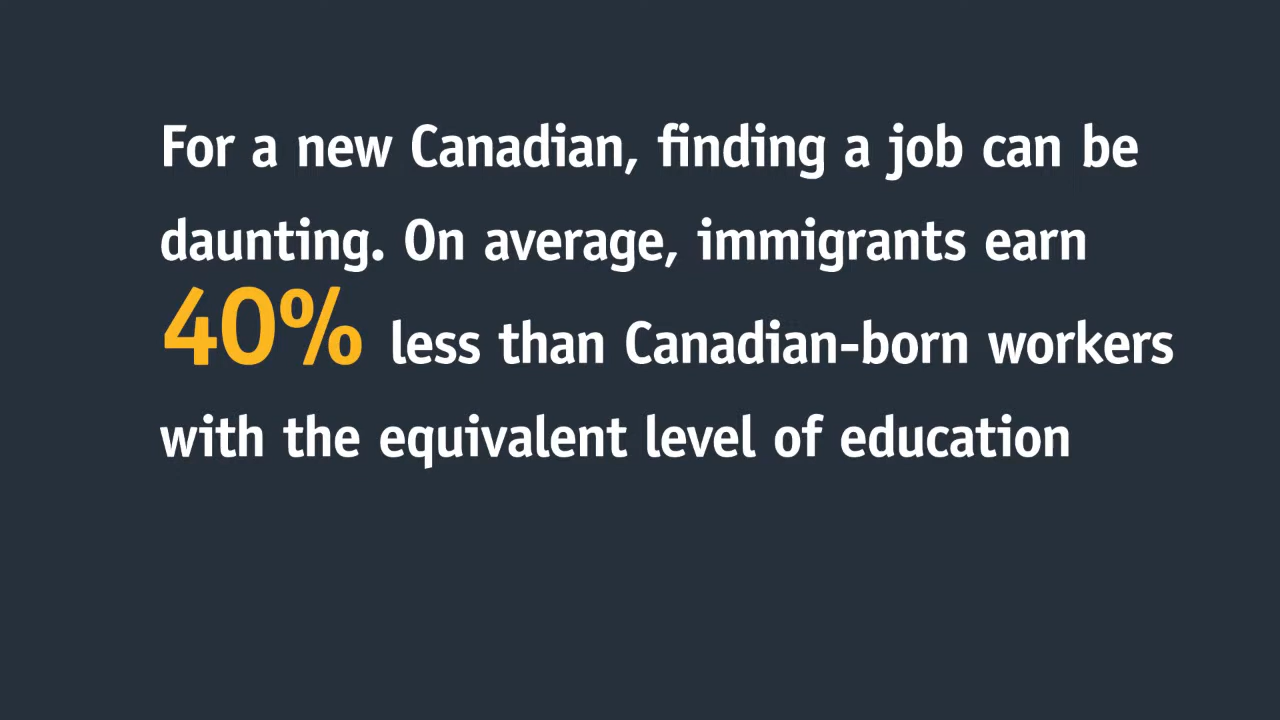 For a new Canadian, finding a job can be
daunting. On average, immigrants earn
40% less than Canadian-born workers
with the equivalent level of education